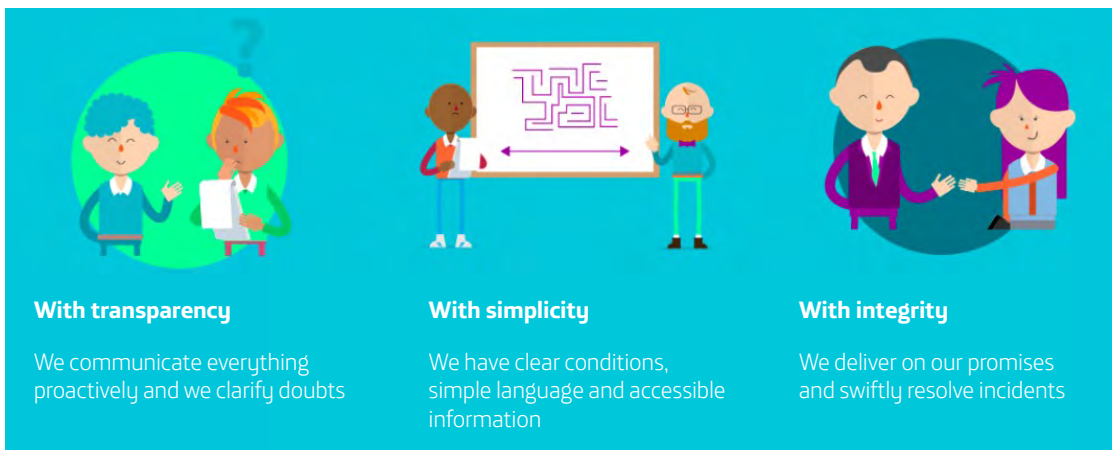 ?
With transparency
We communicate everything
proactively and we clarify doubts
With simplicity
We have clear conditions,
simple language and accessible
information
With integrity
We deliver on our promises
and swiftly resolve incidents